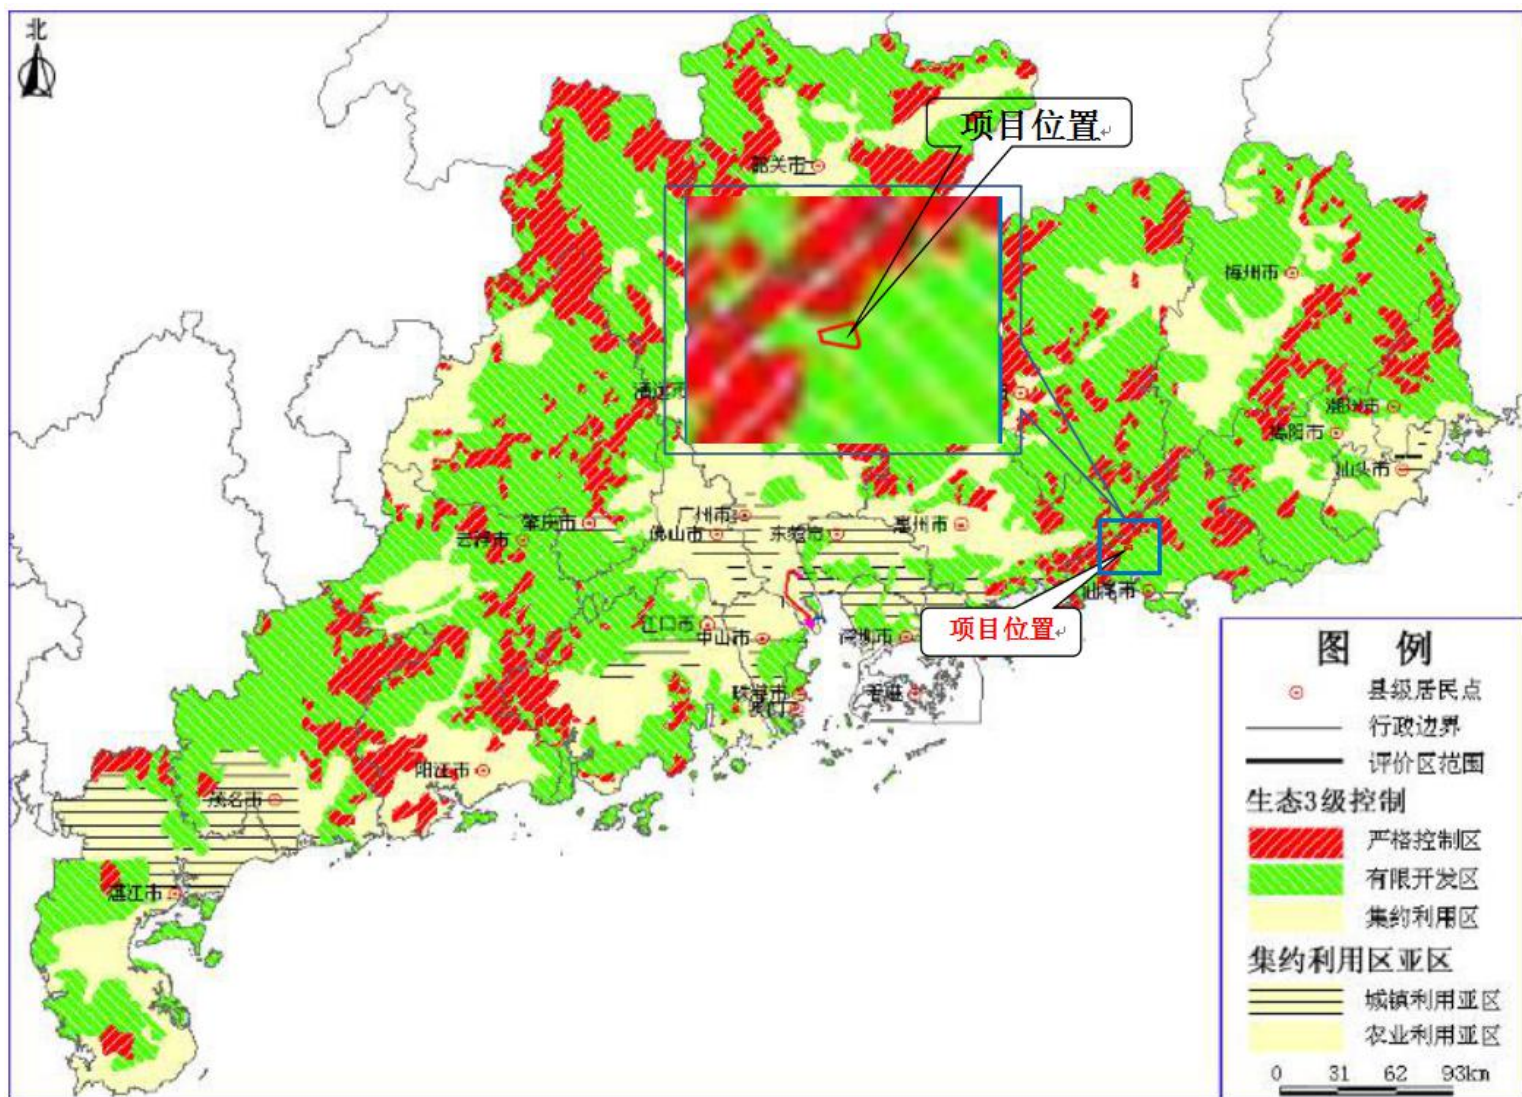 北
项目位置
韶关市
梅州市
清远市
潮州市
揭阳市
汕头市
广州市
肇庆市
佛山市
东莞市
惠州市
云浮市
汕尾市
项目位置
江口市
中山市
深圳市
珠海市
澳门
香港
阳江市
茂名市
湛江市
图 例
县级居民点
行政边界
评价区范围
生态3级控制
严格控制区
有限开发区
集约利用区
集约利用区亚区
城镇利用亚区
农业利用亚区
0 31 62 93km